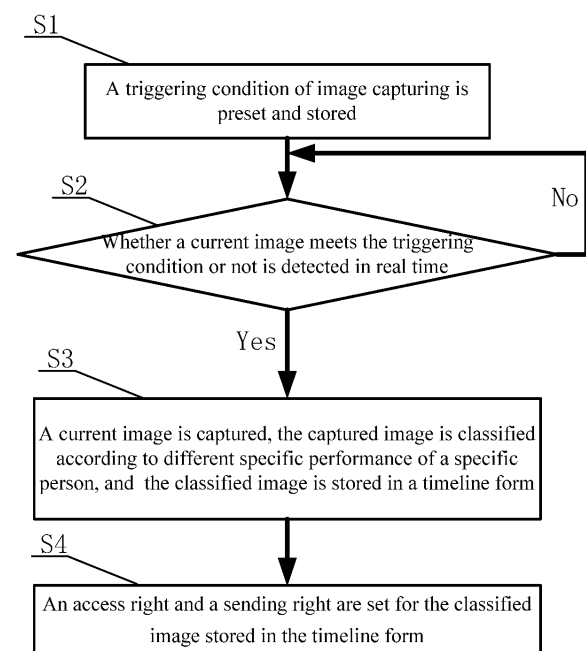 S1
A triggering condition of image capturing is
preset and stored
S2
No
Whether a current image meets the triggering
condition or not is detected in real time
Yes
S3
A current image is captured, the captured image is classified
according to different specific performance of a specific
person, and the classified image is stored in a timeline form
S4
An access right and a sending right are set for the classified
image stored in the timeline form